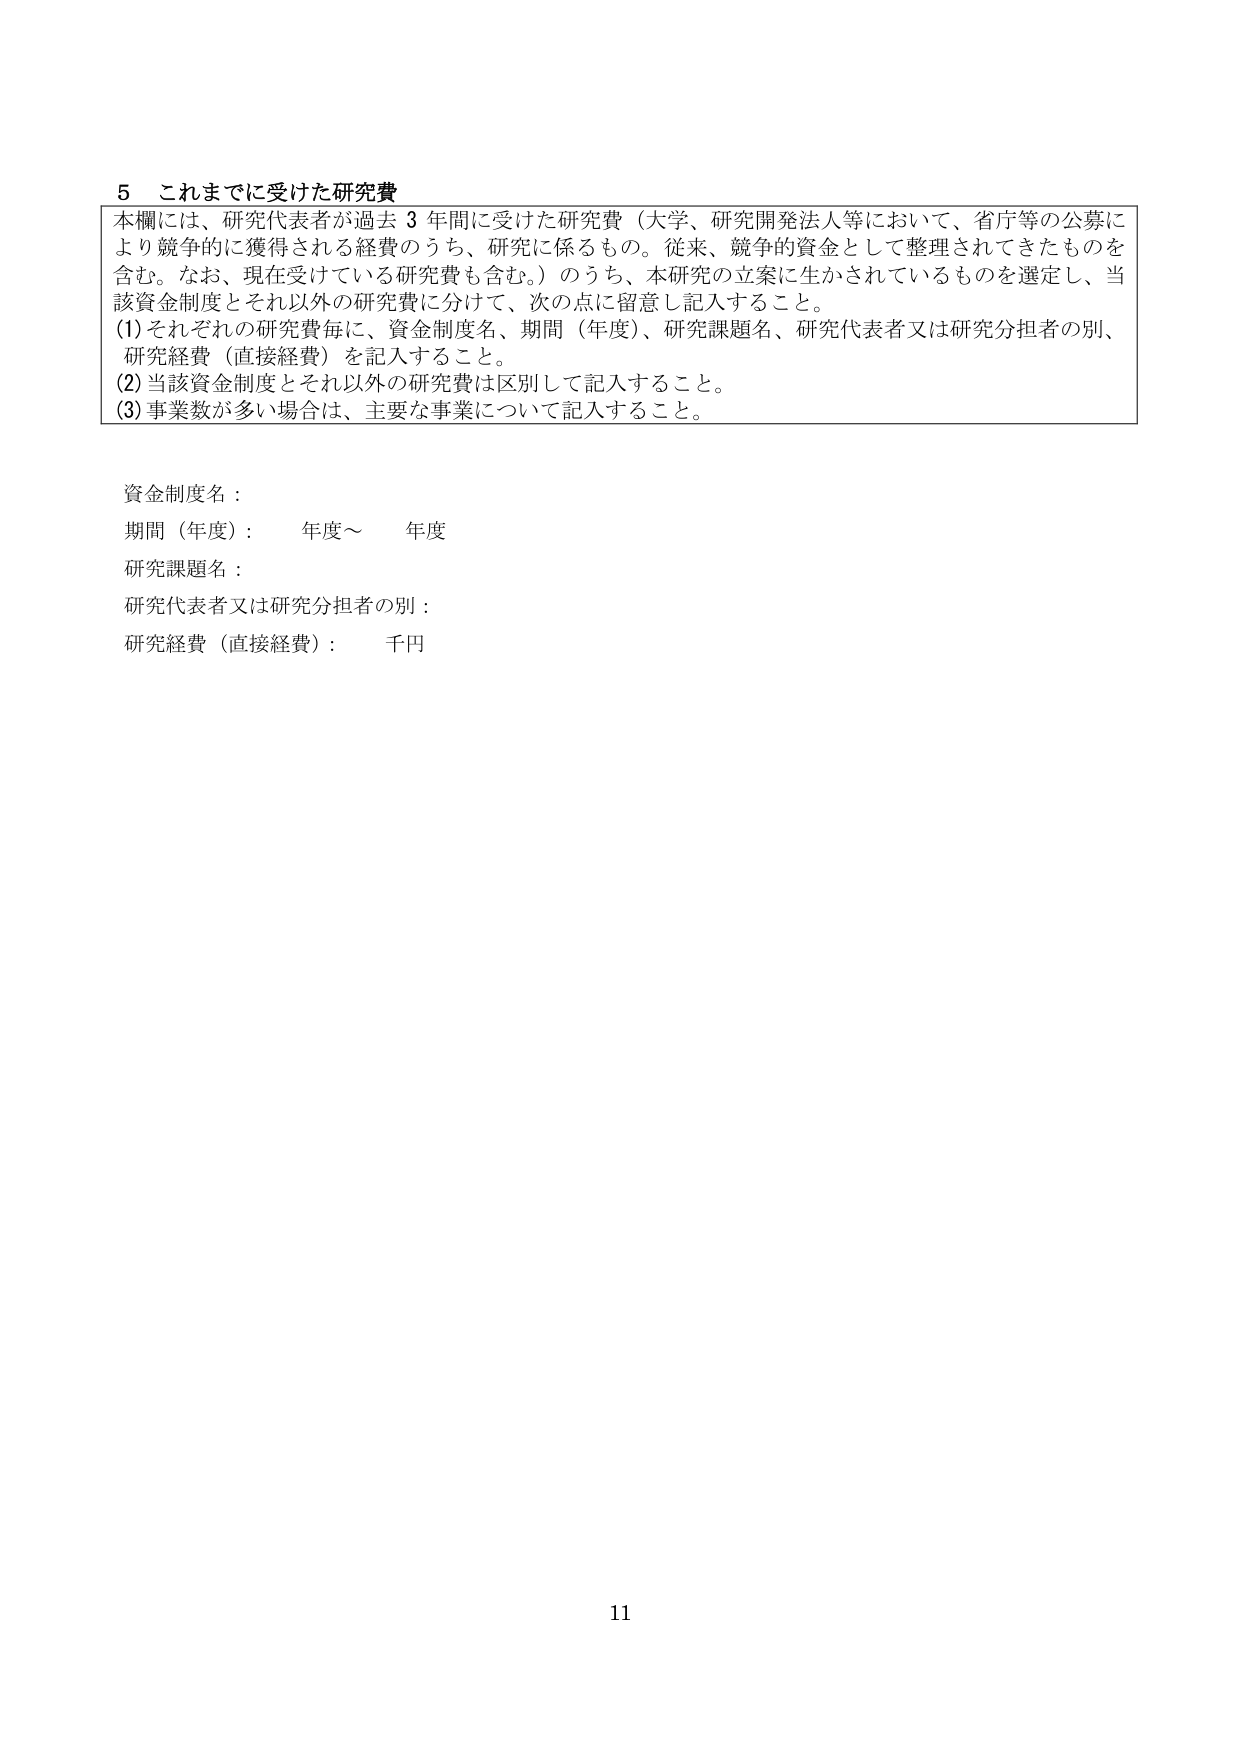 5　これまでに受けた研究費
本欄には、研究代表者が過去 3 年間に受けた研究費（大学、研究開発法人等において、省庁等の公募に
より競争的に獲得される経費のうち、研究に係るもの。従来、競争的資金として整理されてきたものを
含む。なお、現在受けている研究費も含む。）のうち、本研究の立案に生かされているものを選定し、当
該資金制度とそれ以外の研究費に分けて、次の点に留意し記入すること。
(1)それぞれの研究費毎に、資金制度名、期間（年度）、研究課題名、研究代表者又は研究分担者の別、
研究経費（直接経費）を記入すること。
(2)当該資金制度とそれ以外の研究費は区別して記入すること。
(3)事業数が多い場合は、主要な事業について記入すること。
資金制度名：
期間（年度）：　　年度～　　年度
研究課題名：
研究代表者又は研究分担者の別：
研究経費（直接経費）：　　千円
11